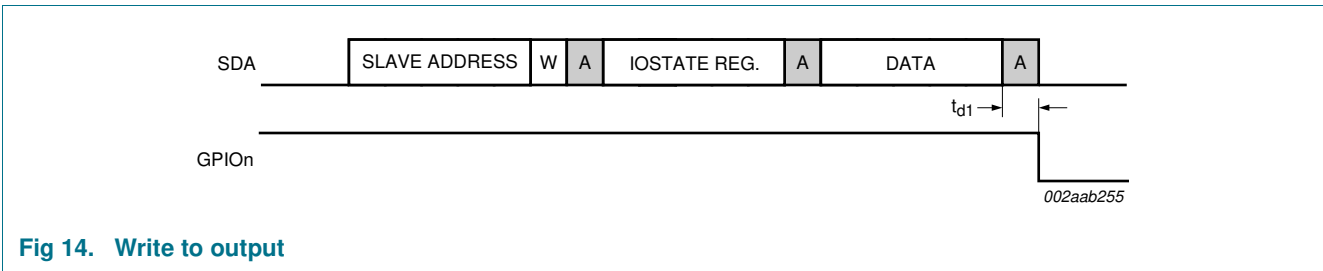 SDA SLAVE ADDRESS W A IOSTATE REG. A DATA A
td1
GPIOn
002aab255
Fig 14. Write to output